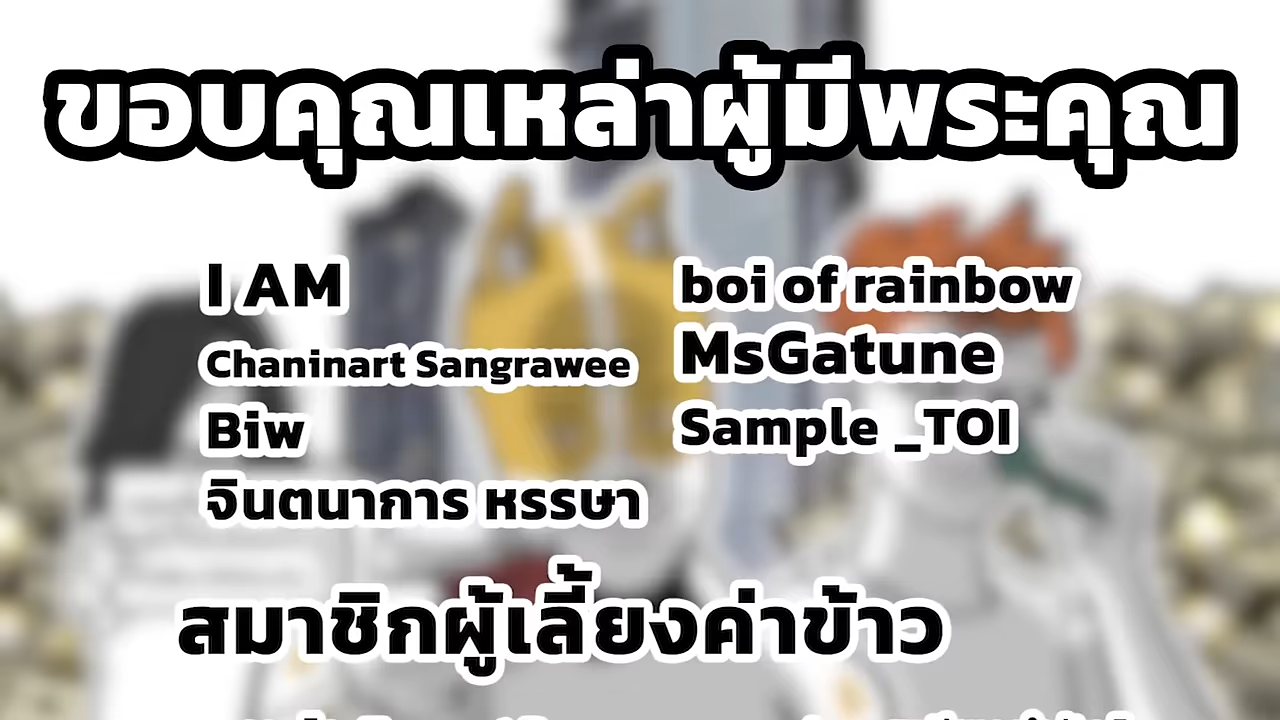 ขอบคุณเหล่าผู้มีพระคุณ
I AM
Chaninart Sangrawee
Biw
จินตนาการ หรรษา
boi of rainbow
MsGatune
Sample _TOI
สมาชิกผู้เลี้ยงค่าข้าว